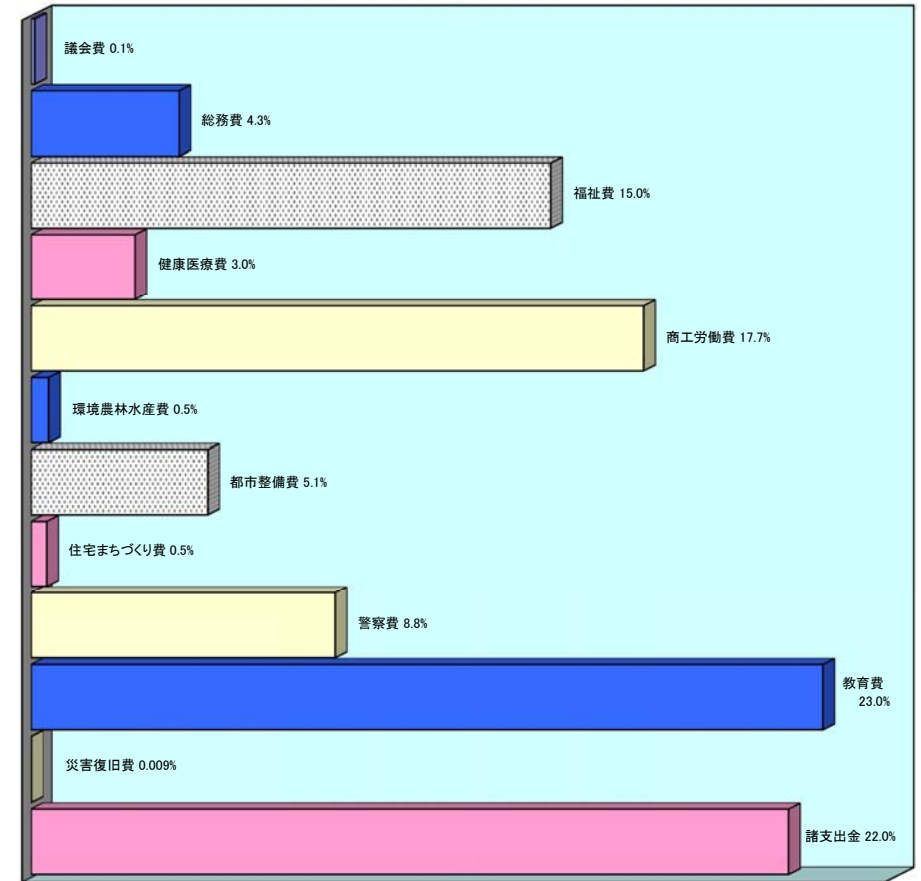 議会費 0.1%
総務費 4.3%
福祉費 15.0%
健康医療費 3.0%
商工労働費 17.7%
環境農林水産費 0.5%
都市整備費 5.1%
住宅まちづくり費 0.5%
警察費 8.8%
教育費
23.0%
災害復旧費 0.009%
諸支出金 22.0%